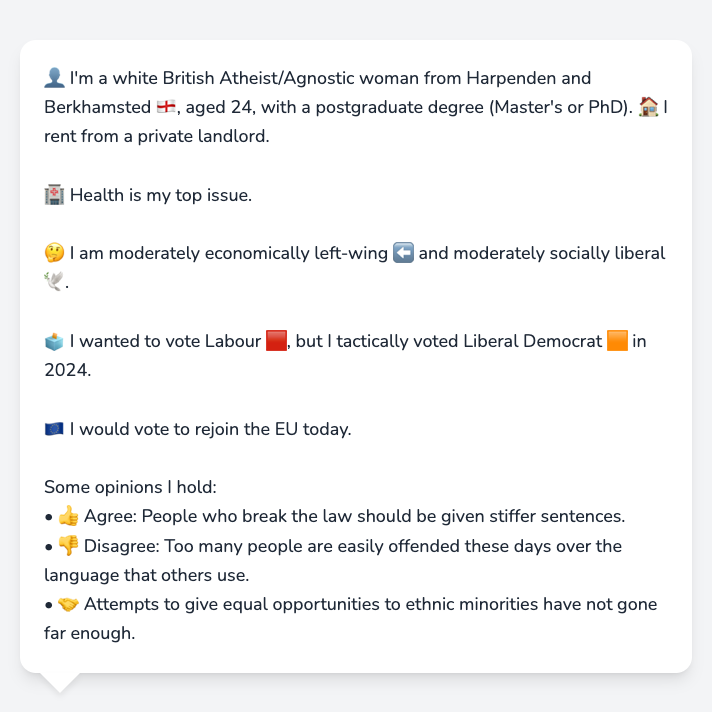 👤 I'm a white British Atheist/Agnostic woman from Harpenden and
Berkhamsted 🏴󠁧󠁢󠁥󠁮󠁧󠁿, aged 24, with a postgraduate degree (Master's or PhD). 🏠 I
rent from a private landlord.
🏥 Health is my top issue.
🤔 I am moderately economically left-wing ⬅️ and moderately socially liberal
🕊️.
🗳️ I wanted to vote Labour 🟥, but I tactically voted Liberal Democrat 🟧 in
2024.
🇪🇺 I would vote to rejoin the EU today.
Some opinions I hold:
• 👍 Agree: People who break the law should be given stiffer sentences.
• 👎 Disagree: Too many people are easily offended these days over the
language that others use.
• 🤝 Attempts to give equal opportunities to ethnic minorities have not gone
far enough.